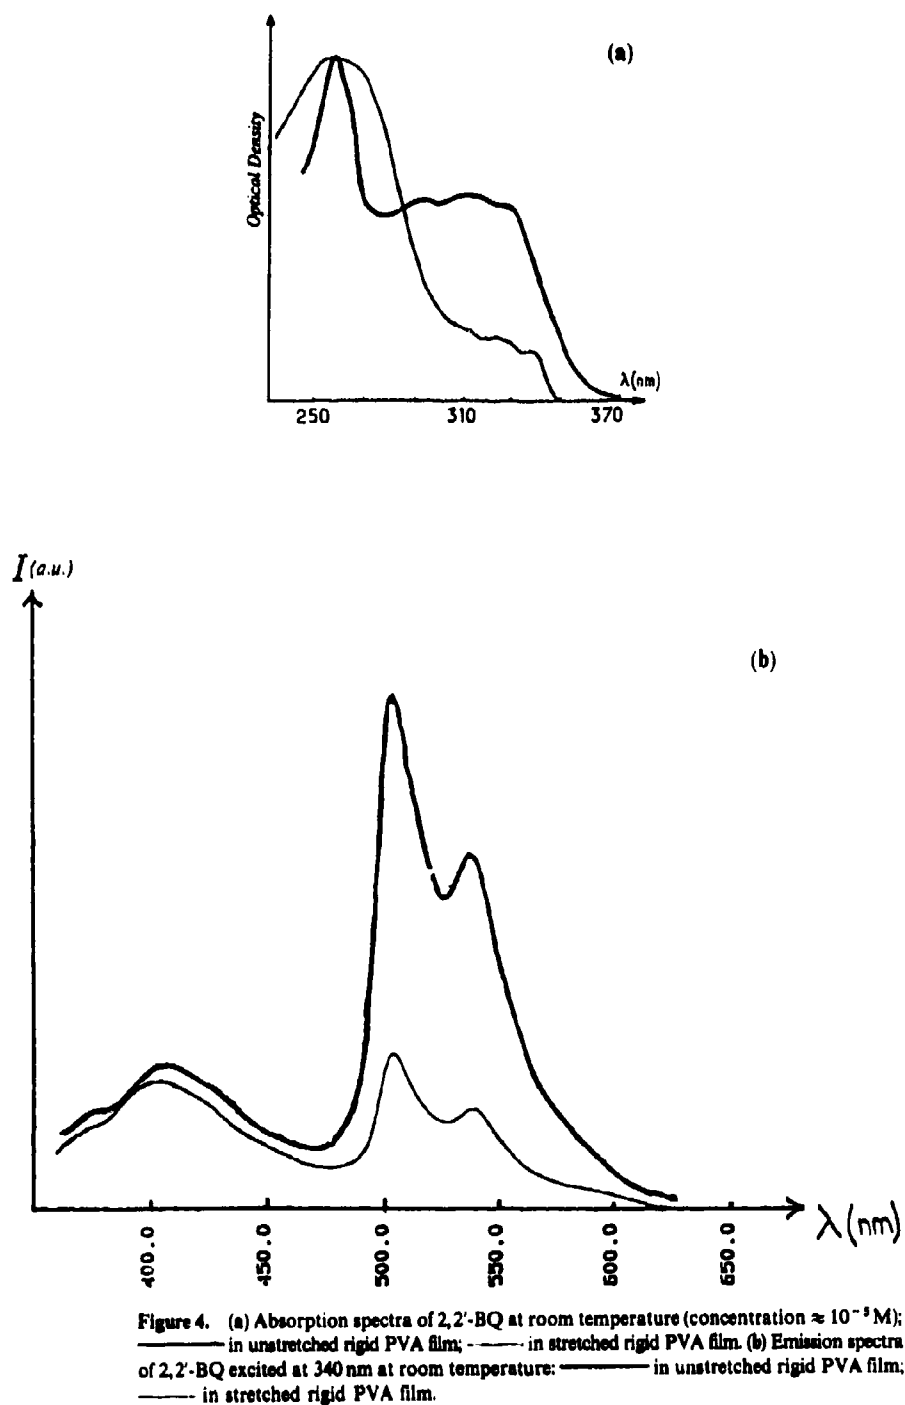 (a)
Optical Density
λ(nm)
250 310 370
I (a.u.)
(b)
400.0 450.0 500.0 550.0 600.0 650.0
λ(nm)
Figure 4. (a) Absorption spectra of 2,2'-BQ at room temperature (concentration ≈ 10⁻⁵ M);
in unstretched rigid PVA film; in stretched rigid PVA film. (b) Emission spectra
of 2,2'-BQ excited at 340 nm at room temperature: in unstretched rigid PVA film;
in stretched rigid PVA film.